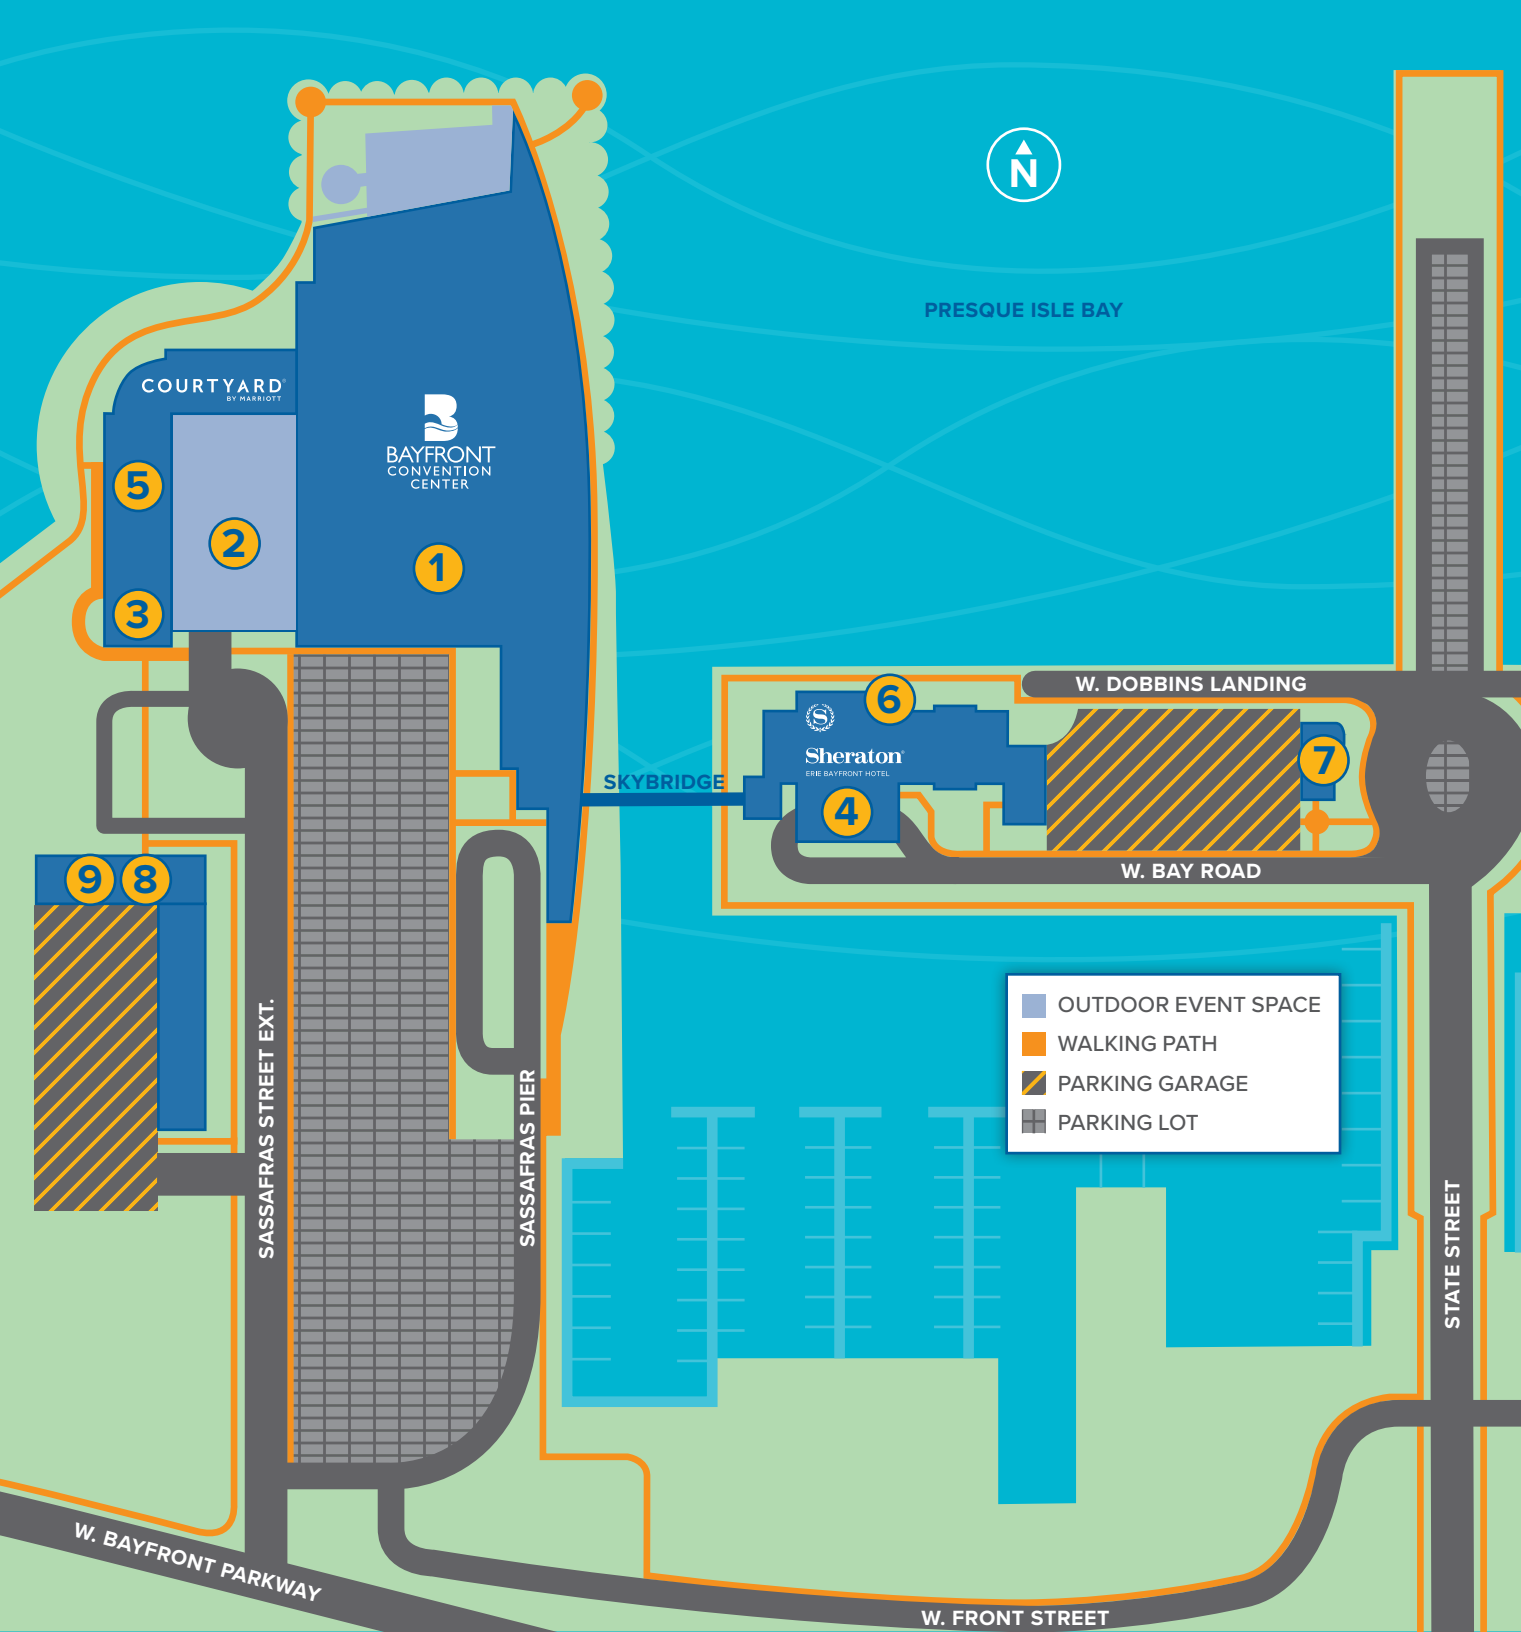 N
PRESQUE ISLE BAY
COURTYARD®
BY MARRIOTT
B
BAYFRONT
CONVENTION
CENTER
5
2
1
3
W. DOBBINS LANDING
6
S
Sheraton®
ERIE BAYFRONT HOTEL
7
SKYBRIDGE
4
W. BAY ROAD
9
8
OUTDOOR EVENT SPACE
WALKING PATH
PARKING GARAGE
PARKING LOT
SASSAFRAS STREET EXT.
SASSAFRAS PIER
STATE STREET
W. BAYFRONT PARKWAY
W. FRONT STREET